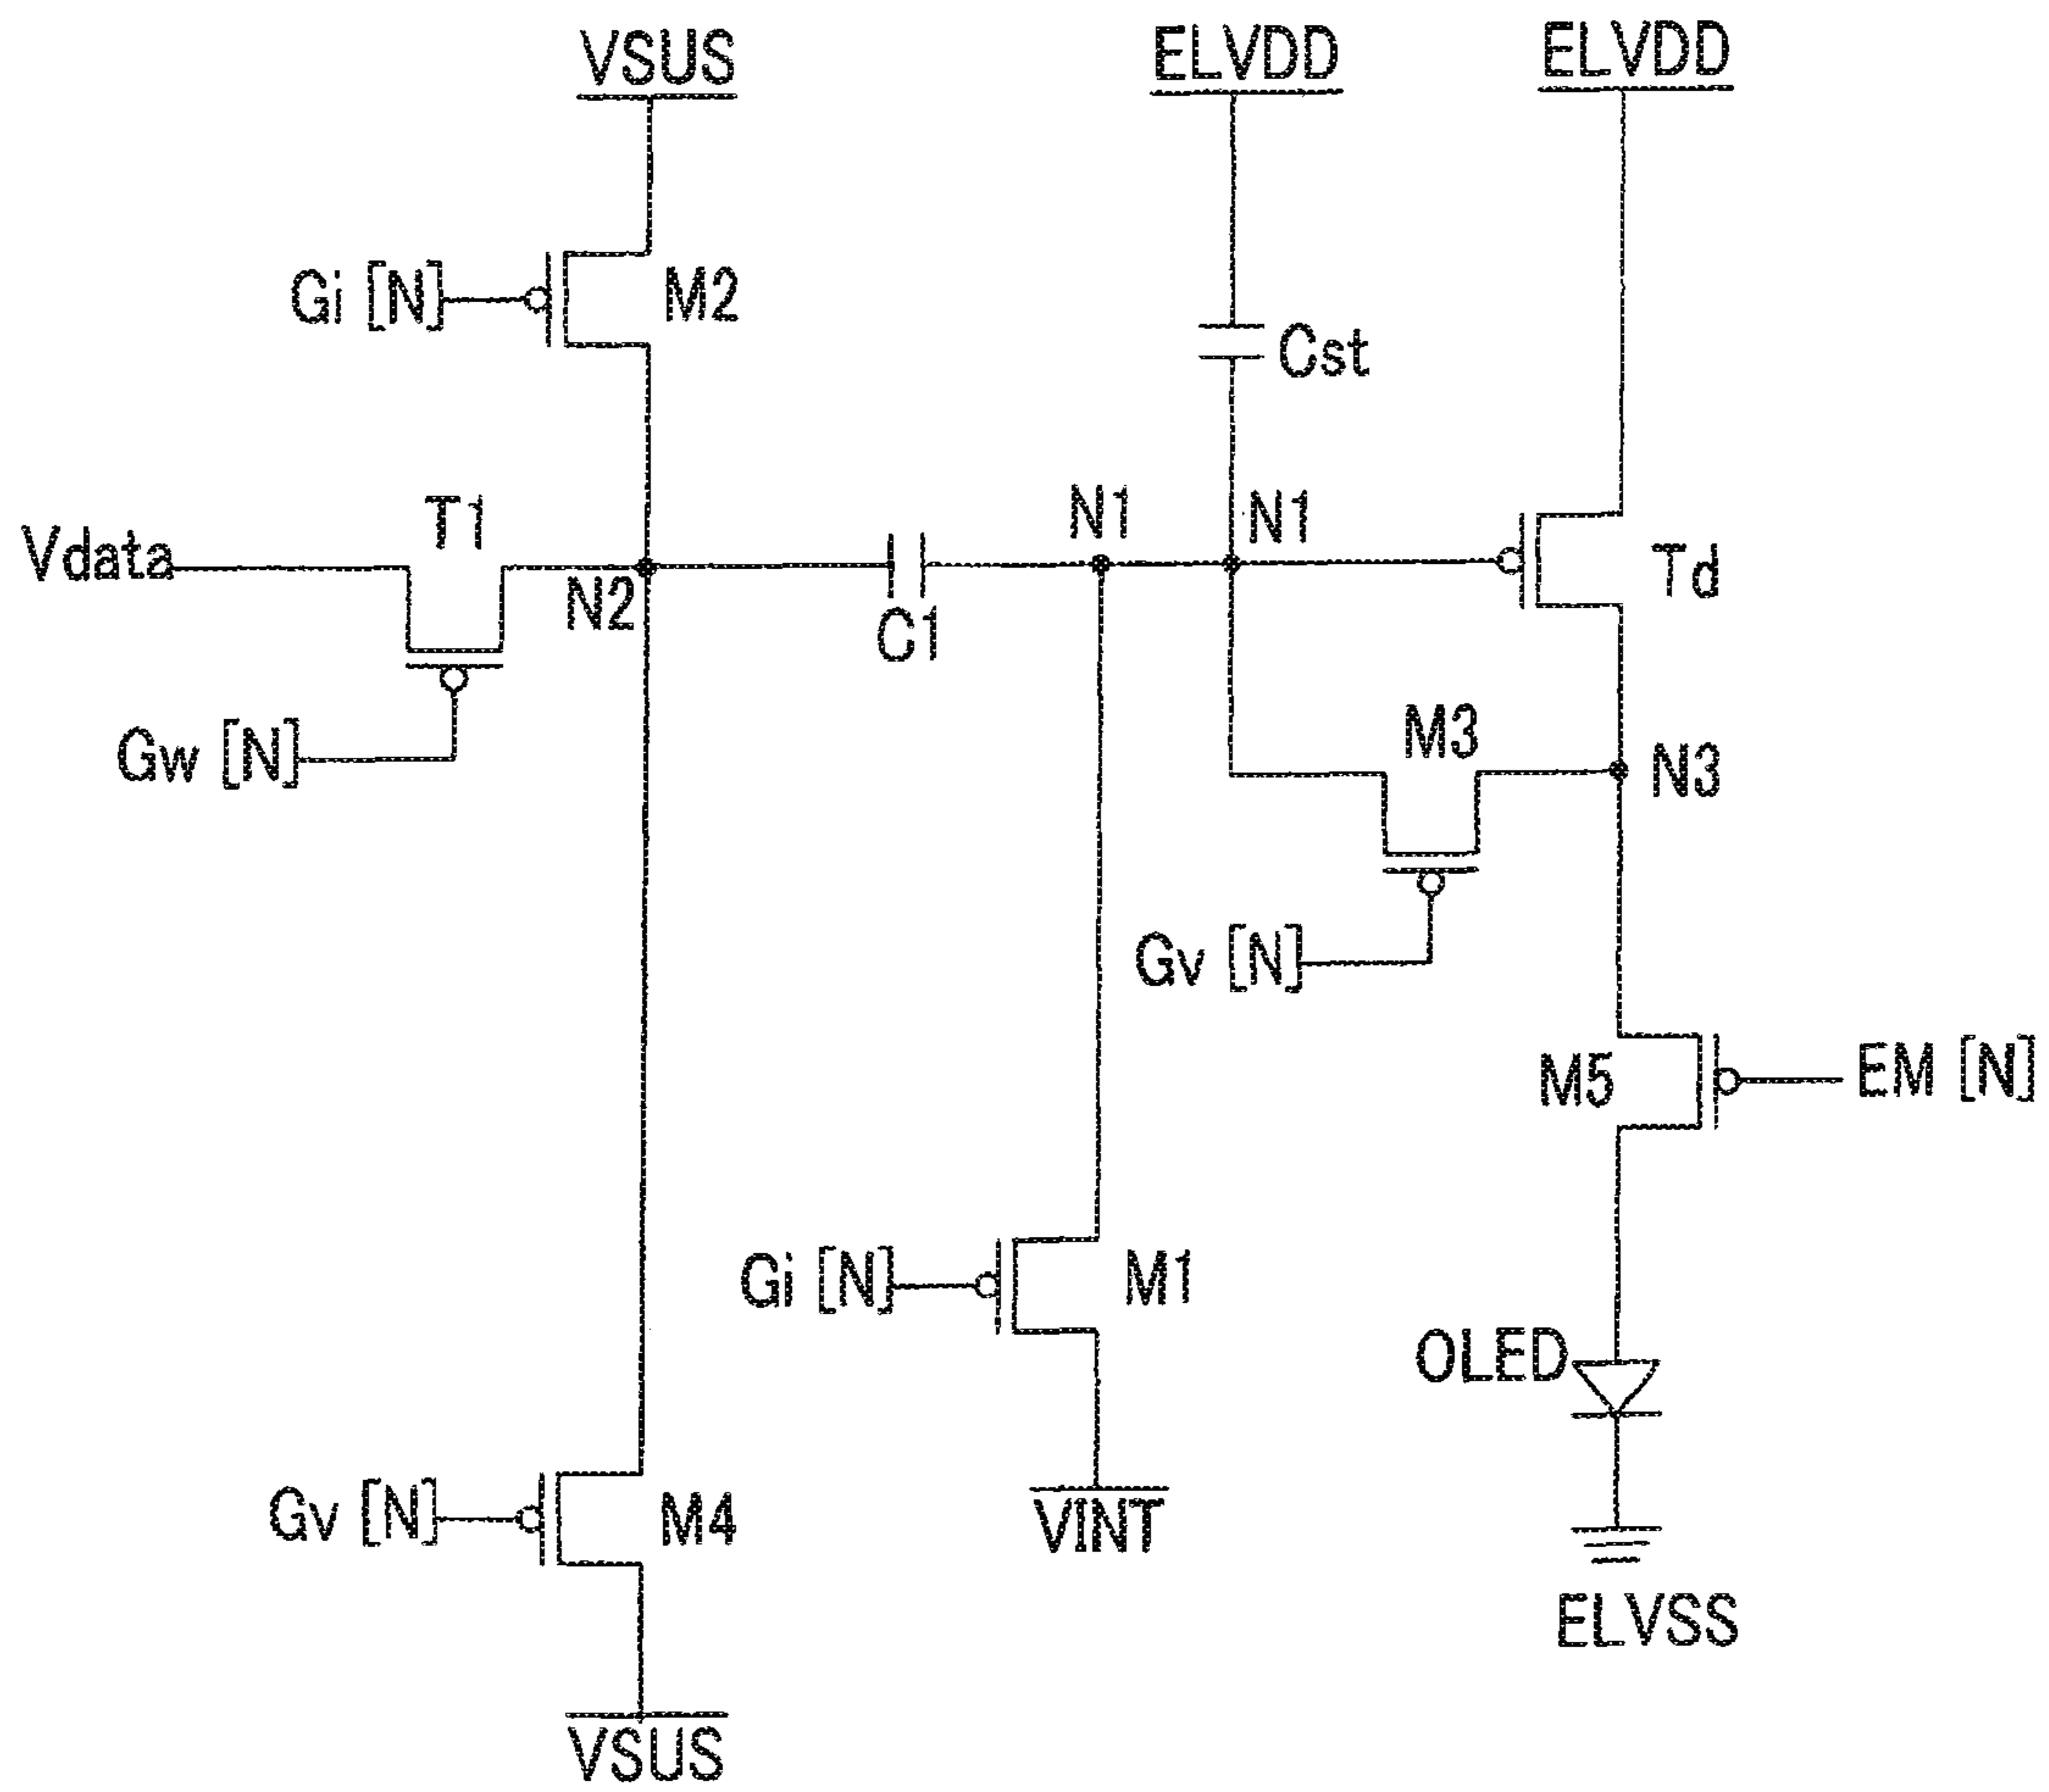 VSUS
ELVDD
ELVDD
Gi [N]
M2
Cst
T1
N1
N1
Vdata
N2
C1
Td
Gw [N]
M3
N3
Gv [N]
M5
EM [N]
Gi [N]
M1
OLED
Gv [N]
M4
VINT
ELVSS
VSUS